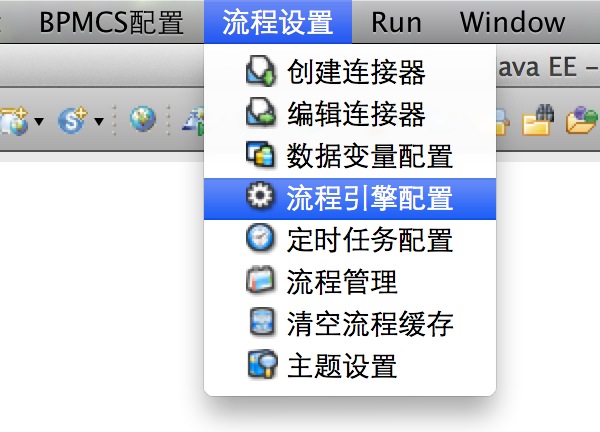 BPMCS配置 流程设置 Run Window
创建连接器
ava EE –
编辑连接器
数据变量配置
流程引擎配置
定时任务配置
流程管理
清空流程缓存
主题设置